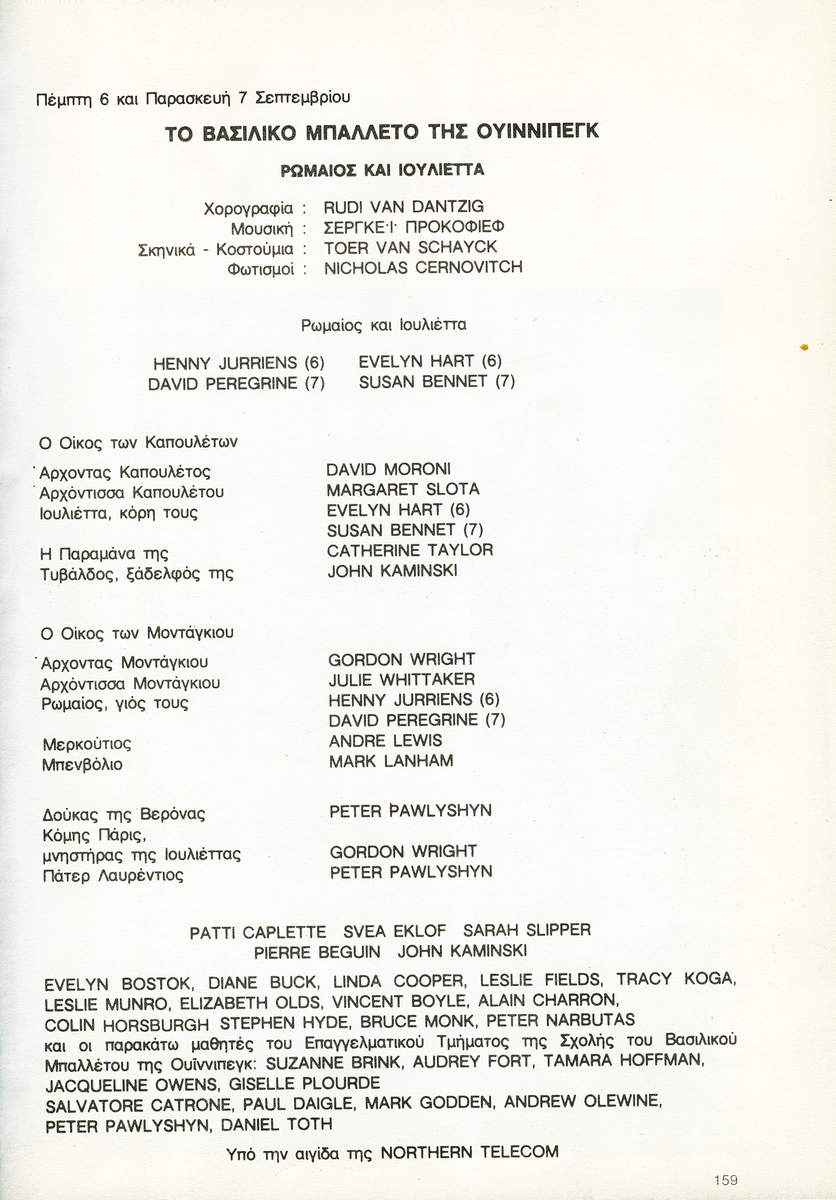 Πέμπτη 6 και Παρασκευή 7 Σεπτεμβρίου
ΤΟ ΒΑΣΙΛΙΚΟ ΜΠΑΛΛΕΤΟ ΤΗΣ ΟΥΙΝΝΙΠΕΓΚ
ΡΩΜΑΙΟΣ ΚΑΙ ΙΟΥΛΙΕΤΤΑ
Χορογραφία : RUDI VAN DANTZIG
Μουσική : ΣΕΡΓΚΕ·Ι· ΠΡΟΚΟΦΙΕΦ
Σκηνικά - Κοστούμια : TOER VAN SCHAYCK
Φωτισμοί : NICHOLAS CERNOVITCH
Ρωμαίος και Ιουλιέττα
HENNY JURRIENS (6) EVELYN HART (6)
DAVID PEREGRINE (7) SUSAN BENNET (7)
Ο Οίκος των Καπουλέτων
Άρχοντας Καπουλέτος DAVID MORONI
Άρχόντισσα Καπουλέτου MARGARET SLOTA
Ιουλιέττα, κόρη τους EVELYN HART (6)
SUSAN BENNET (7)
Η Παραμάνα της CATHERINE TAYLOR
Τυβάλδος, ξάδελφός της JOHN KAMINSKI
Ο Οίκος των Μοντάγκιου
Άρχοντας Μοντάγκιου GORDON WRIGHT
Αρχόντισσα Μοντάγκιου JULIE WHITTAKER
Ρωμαίος, γιός τους HENNY JURRIENS (6)
DAVID PEREGRINE (7)
Μερκούτιος ANDRE LEWIS
Μπενβόλιο MARK LANHAM
Δούκας της Βερόνας PETER PAWLYSHYN
Κόμης Πάρις,
μνηστήρας της Ιουλιέττας GORDON WRIGHT
Πάτερ Λαυρέντιος PETER PAWLYSHYN
PATTI CAPLETTE SVEA EKLOF SARAH SLIPPER
PIERRE BEGUIN JOHN KAMINSKI
EVELYN BOSTOK, DIANE BUCK, LINDA COOPER, LESLIE FIELDS, TRACY KOGA,
LESLIE MUNRO, ELIZABETH OLDS, VINCENT BOYLE, ALAIN CHARRON,
COLIN HORSBURGH STEPHEN HYDE, BRUCE MONK, PETER NARBUTAS
και οι παρακάτω μαθητές του Επαγγελματικού Τμήματος της Σχολής του Βασιλικού
Μπαλλέτου της Ουΐννιπεγκ: SUZANNE BRINK, AUDREY FORT, TAMARA HOFFMAN,
JACQUELINE OWENS, GISELLE PLOURDE
SALVATORE CATRONE, PAUL DAIGLE, MARK GODDEN, ANDREW OLEWINE,
PETER PAWLYSHYN, DANIEL TOTH
Υπό την αιγίδα της NORTHERN TELECOM
159